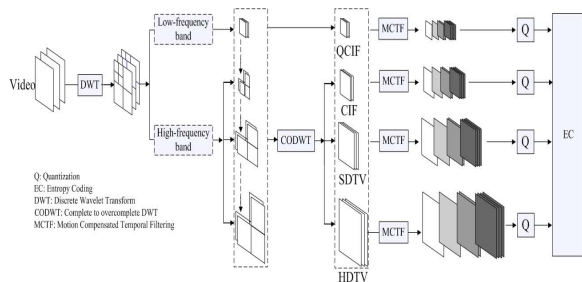 Low-frequency
band
MCTF
Q
QCIF
Video
DWT
MCTF
Q
CIF
EC
High-frequency
band
CODWT
MCTF
Q
SDTV
Q: Quantization
EC: Entropy Coding
DWT: Discrete Wavelet Transform
CODWT: Complete to overcomplete DWT
MCTF: Motion Compensated Temporal Filtering
MCTF
Q
HDTV